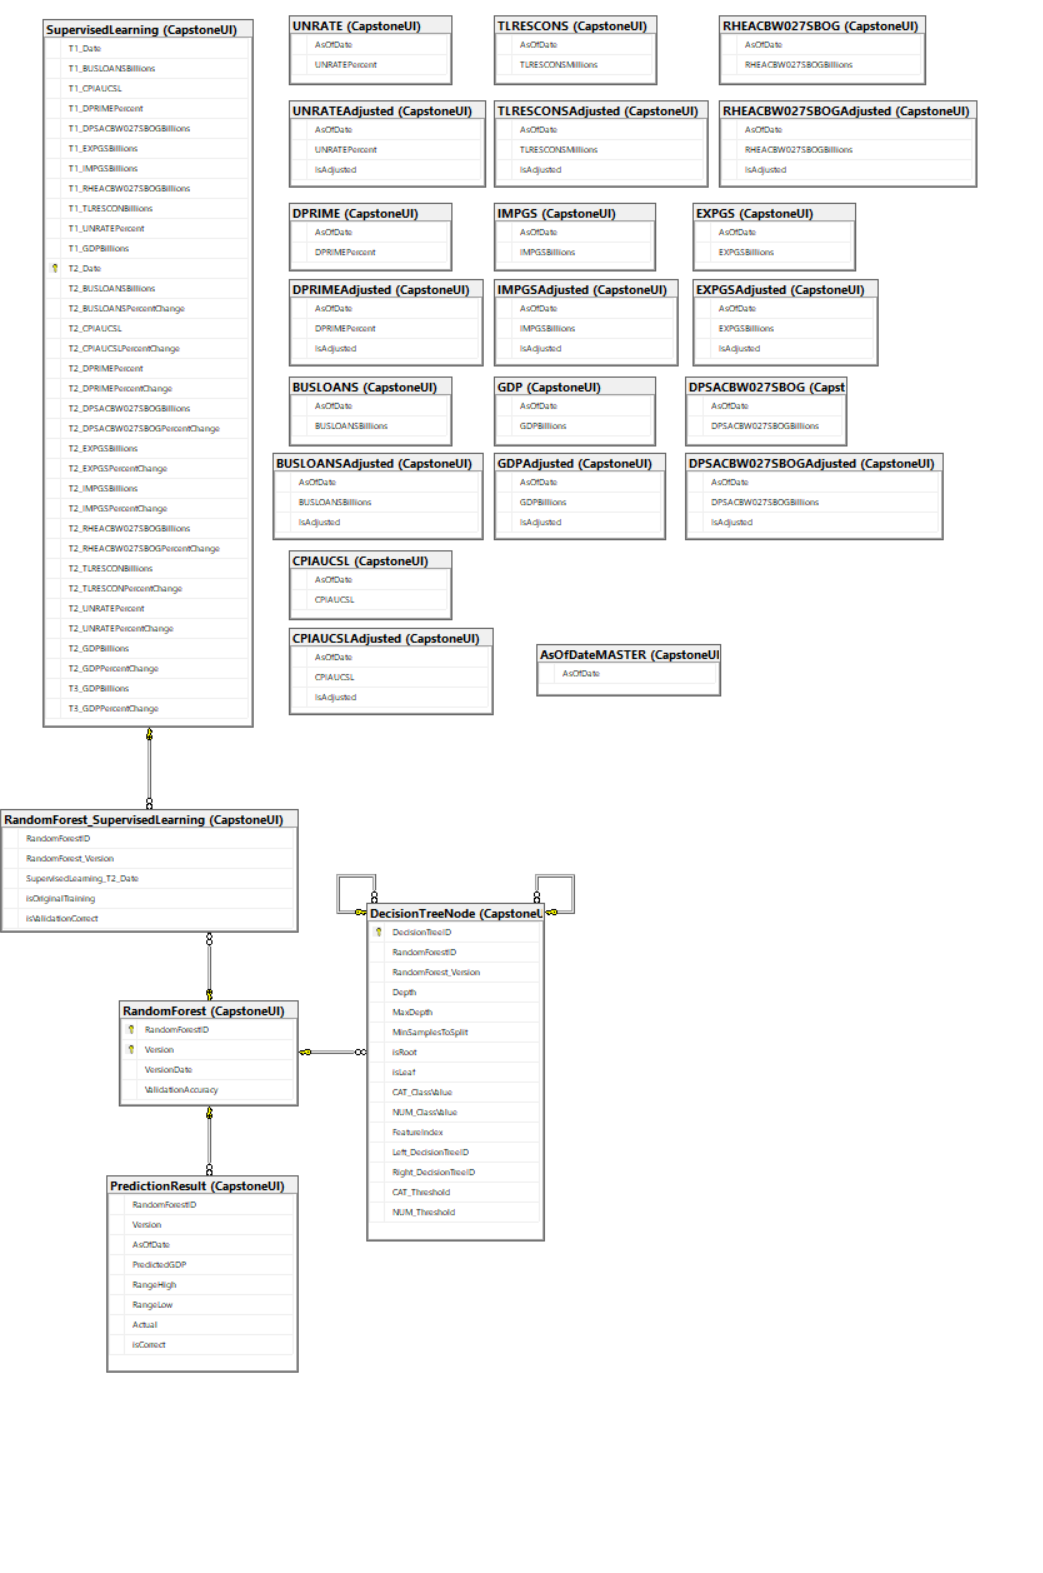 SupervisedLearning (CapstoneUI)
T1_Date
T1_BUSLOANSBillions
T1_CPIAUCSL
T1_DPRIMEPercent
T1_DPSACBW027SBOGBillions
T1_EXPGSBillions
T1_IMPGSBillions
T1_RHEACBW027SBOGBillions
T1_TLRESCONBillions
T1_UNRATEPercent
T1_GDPBillions
T2_Date
T2_BUSLOANSBillions
T2_BUSLOANSPercentChange
T2_CPIAUCSL
T2_CPIAUCSLPercentChange
T2_DPRIMEPercent
T2_DPRIMEPercentChange
T2_DPSACBW027SBOGBillions
T2_DPSACBW027SBOGPercentChange
T2_EXPGSBillions
T2_EXPGSPercentChange
T2_IMPGSBillions
T2_IMPGSPercentChange
T2_RHEACBW027SBOGBillions
T2_RHEACBW027SBOGPercentChange
T2_TLRESCONBillions
T2_TLRESCONPercentChange
T2_UNRATEPercent
T2_UNRATEPercentChange
T2_GDPBillions
T2_GDPPercentChange
T3_GDPBillions
T3_GDPPercentChange
UNRATE (CapstoneUI)
AsOfDate
UNRATEPercent
TLRESCONS (CapstoneUI)
AsOfDate
TLRESCONSMillions
RHEACBW027SBOG (CapstoneUI)
AsOfDate
RHEACBW027SBOGBillions
UNRATEAdjusted (CapstoneUI)
AsOfDate
UNRATEPercent
IsAdjusted
TLRESCONSAdjusted (CapstoneUI)
AsOfDate
TLRESCONSMillions
IsAdjusted
RHEACBW027SBOGAdjusted (CapstoneUI)
AsOfDate
RHEACBW027SBOGBillions
IsAdjusted
DPRIME (CapstoneUI)
AsOfDate
DPRIMEPercent
IMPGS (CapstoneUI)
AsOfDate
IMPGSBillions
EXPGS (CapstoneUI)
AsOfDate
EXPGSBillions
DPRIMEAdjusted (CapstoneUI)
AsOfDate
DPRIMEPercent
IsAdjusted
IMPGSAdjusted (CapstoneUI)
AsOfDate
IMPGSBillions
IsAdjusted
EXPGSAdjusted (CapstoneUI)
AsOfDate
EXPGSBillions
IsAdjusted
BUSLOANS (CapstoneUI)
AsOfDate
BUSLOANSBillions
GDP (CapstoneUI)
AsOfDate
GDPBillions
DPSACBW027SBOG (Capst
AsOfDate
DPSACBW027SBOGBillions
BUSLOANSAdjusted (CapstoneUI)
AsOfDate
BUSLOANSBillions
IsAdjusted
GDPAdjusted (CapstoneUI)
AsOfDate
GDPBillions
IsAdjusted
DPSACBW027SBOGAdjusted (CapstoneUI)
AsOfDate
DPSACBW027SBOGBillions
IsAdjusted
CPIAUCSL (CapstoneUI)
AsOfDate
CPIAUCSL
CPIAUCSLAdjusted (CapstoneUI)
AsOfDate
CPIAUCSL
IsAdjusted
AsOfDateMASTER (CapstoneUI
AsOfDate
RandomForest_SupervisedLearning (CapstoneUI)
RandomForestID
RandomForest_Version
SupervisedLearning_T2_Date
isOriginalTraining
isValidationCorrect
DecisionTreeNode (CapstoneU
DecisionTreeID
RandomForestID
RandomForest_Version
Depth
MaxDepth
MinSamplesToSplit
isRoot
isLeaf
CAT_ClassValue
NUM_ClassValue
FeatureIndex
Left_DecisionTreeID
Right_DecisionTreeID
CAT_Threshold
NUM_Threshold
RandomForest (CapstoneUI)
RandomForestID
Version
VersionDate
ValidationAccuracy
PredictionResult (CapstoneUI)
RandomForestID
Version
AsOfDate
PredictedGDP
RangeHigh
RangeLow
Actual
isCorrect